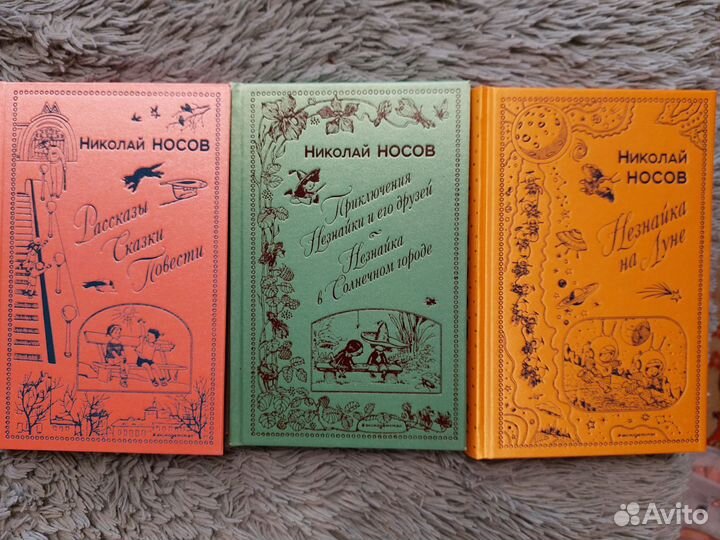 Николай НОСОВ
Рассказы
Сказки
Повести
Николай НОСОВ
Приключения
Незнайки и его друзей
~
Незнайка
в Солнечном городе
Николай
НОСОВ
Незнайка
на Луне
Avito